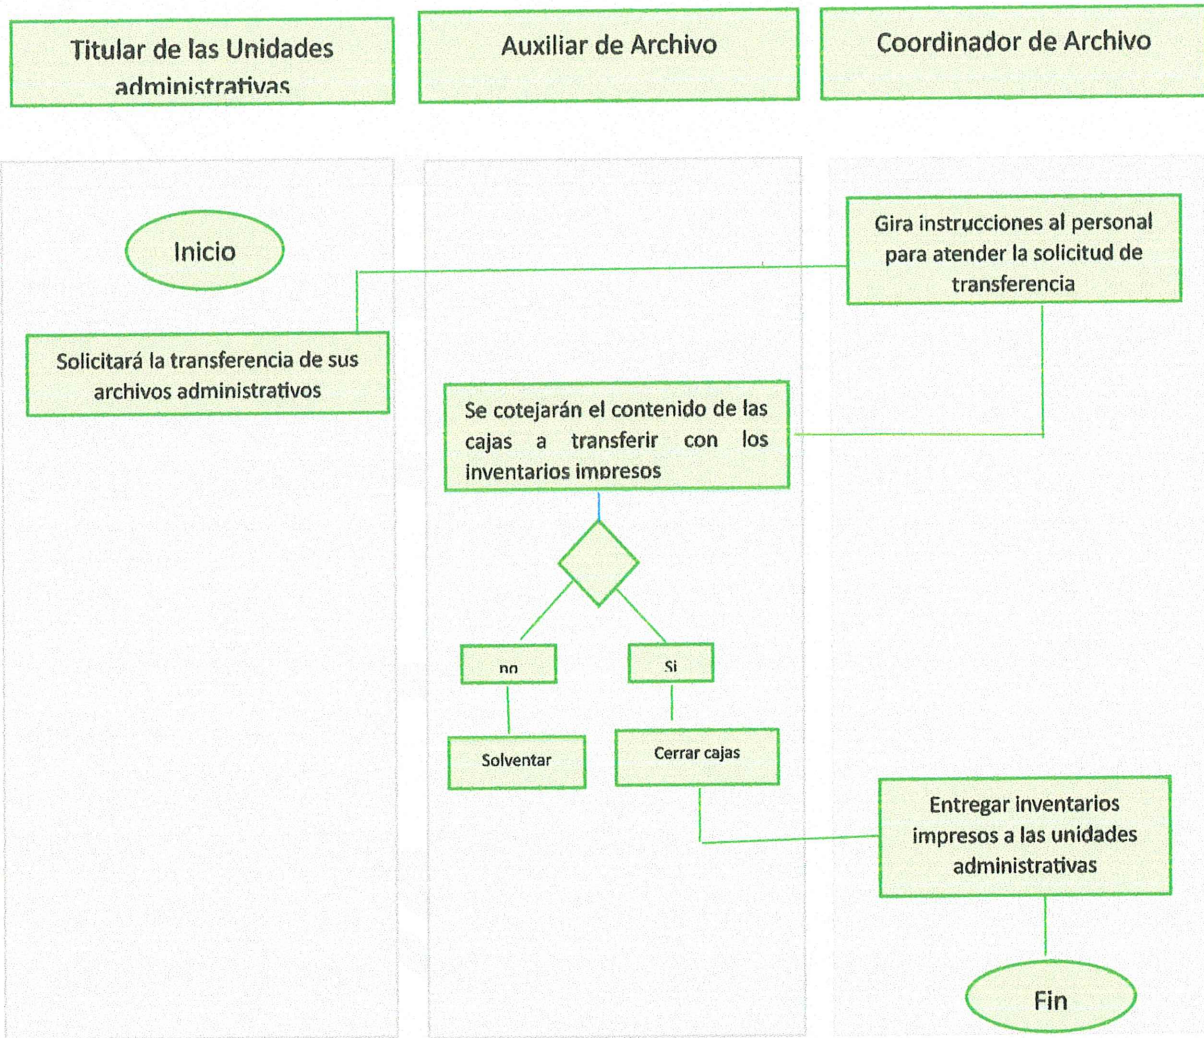 Titular de las Unidades
administrativas
Auxiliar de Archivo
Coordinador de Archivo
Inicio
Gira instrucciones al personal
para atender la solicitud de
transferencia
Solicitará la transferencia de sus
archivos administrativos
Se cotejarán el contenido de las
cajas a transferir con los
inventarios impresos
no
Si
Solventar
Cerrar cajas
Entregar inventarios
impresos a las unidades
administrativas
Fin